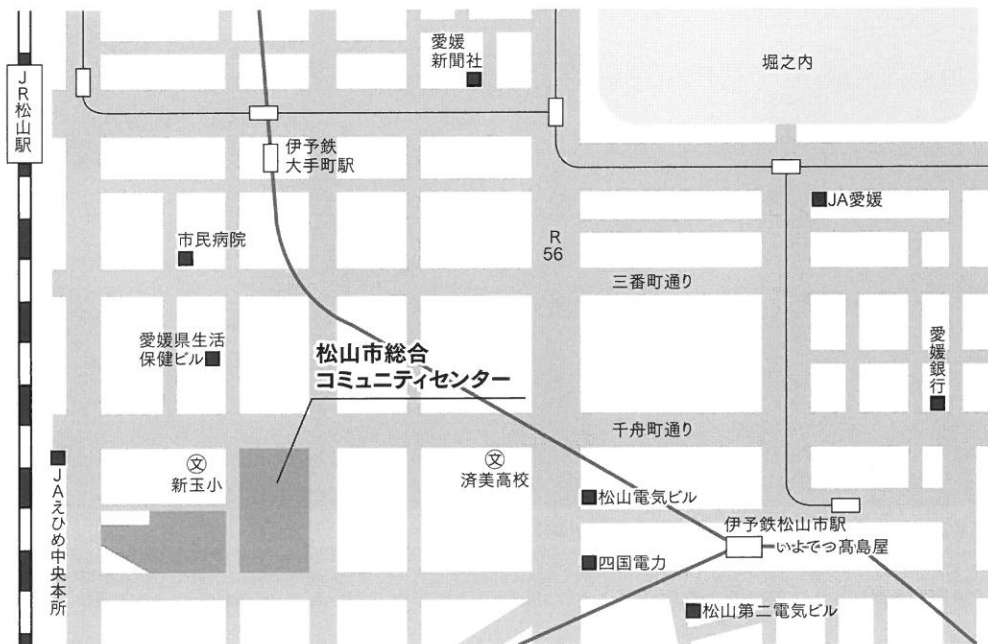 愛媛
新聞社
堀之内
JR松山駅
伊予鉄
大手町駅
JA愛媛
市民病院
R
56
三番町通り
愛媛県生活
保健ビル
松山市総合
コミュニティセンター
愛媛銀行
千舟町通り
JAえひめ中央本所
文
新玉小
文
済美高校
松山電気ビル
伊予鉄松山市駅
いよてつ髙島屋
四国電力
松山第二電気ビル